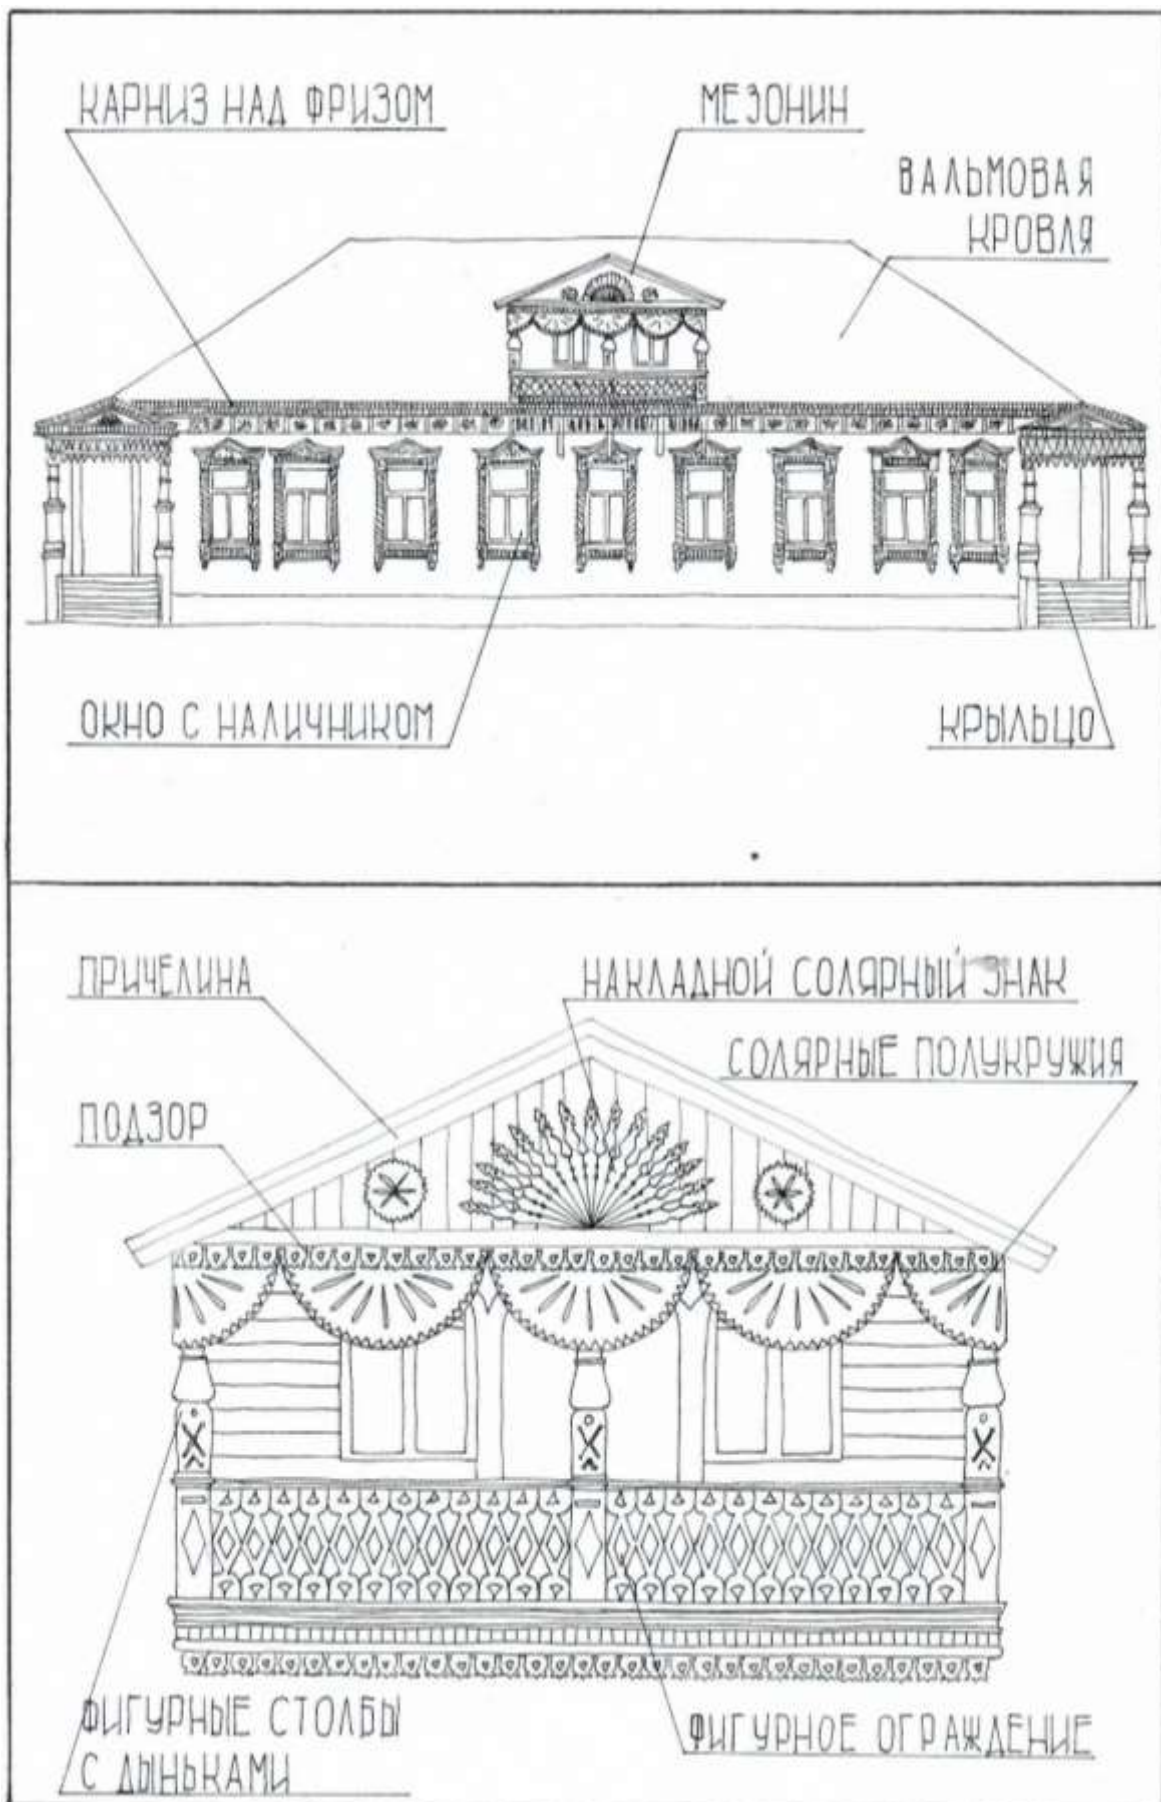 КАРНИЗ НАД ФРИЗОМ
МЕЗОНИН
ВАЛЬМОВАЯ
КРОВЛЯ
ОКНО С НАЛИЧНИКОМ
КРЫЛЬЦО
ПРИЧЕЛИНА
НАКЛАДНОЙ СОЛЯРНЫЙ ЗНАК
СОЛЯРНЫЕ ПОЛУКРУЖИЯ
ПОДЗОР
ФИГУРНЫЕ СТОЛБЫ
С ДЫНЬКАМИ
ФИГУРНОЕ ОГРАЖДЕНИЕ